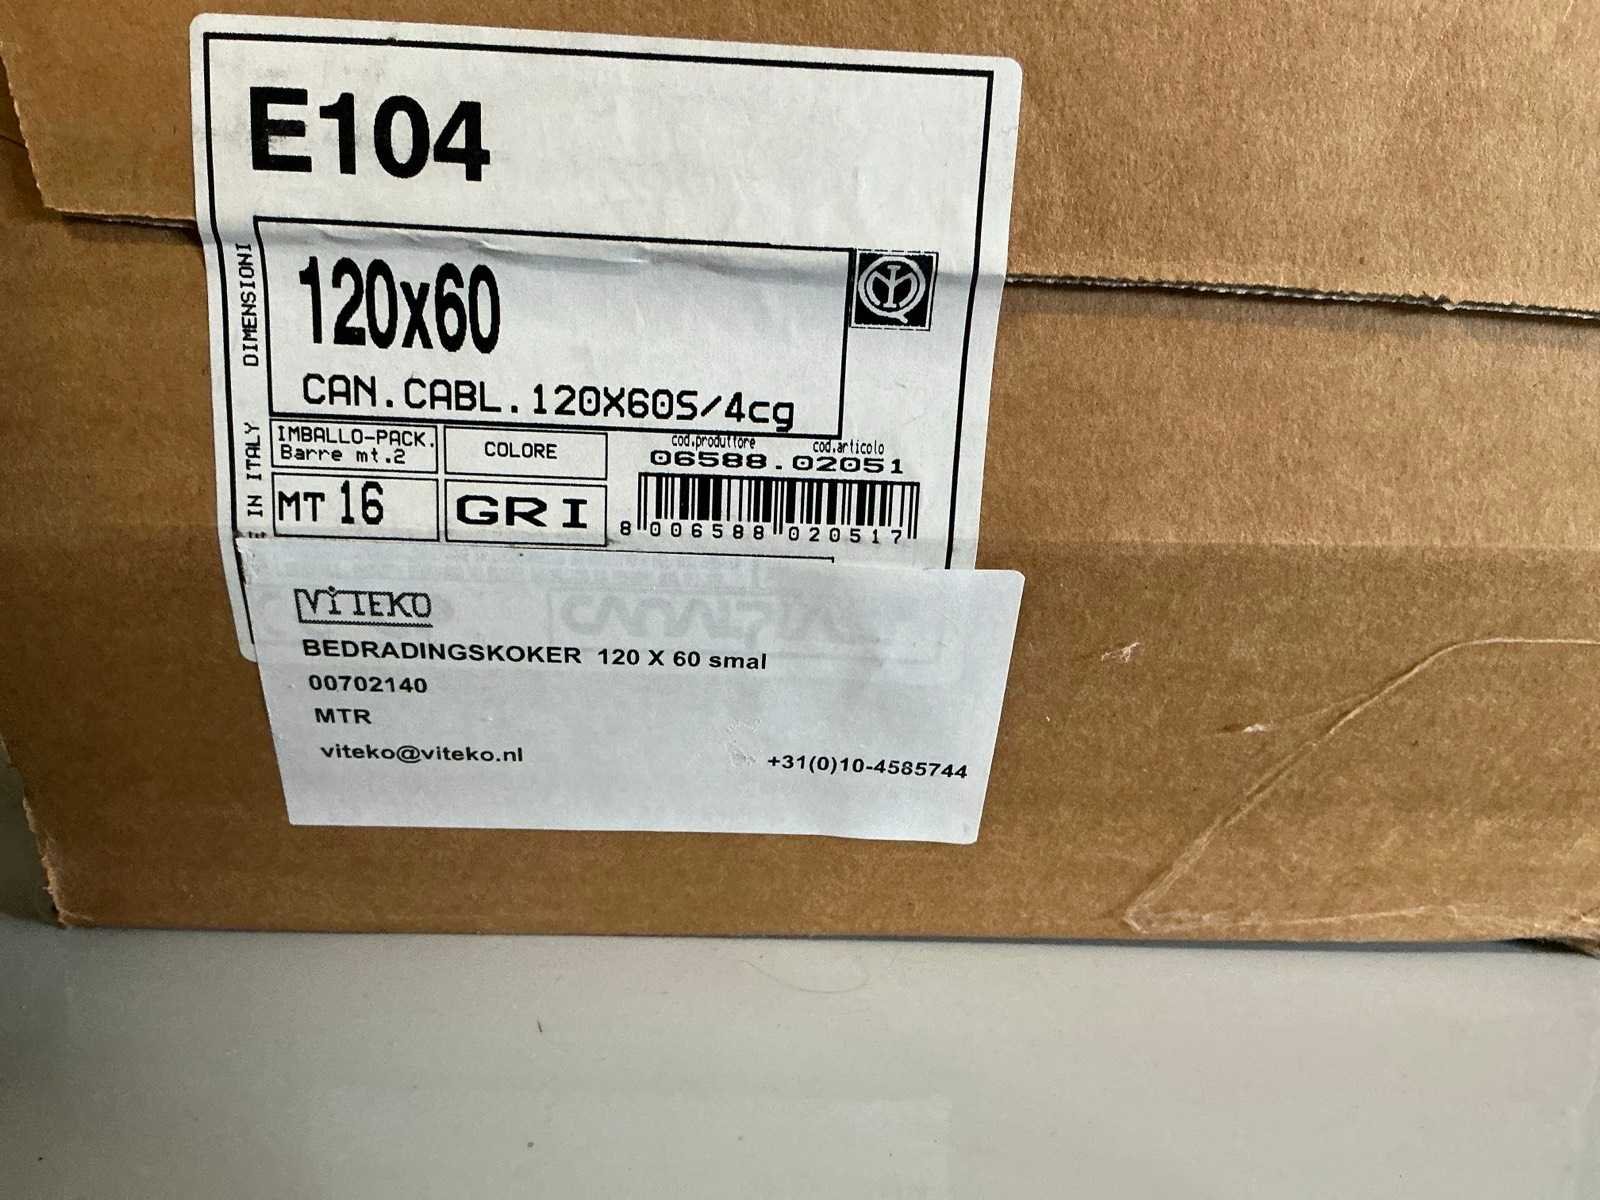 E104
DIMENSIONI
120x60
CAN.CABL.120X60S/4cg
IN ITALY
IMBALLO-PACK.
Barre mt.2
COLORE
cod.produttore cod.articolo
06588.02051
MT 16
GRI
8 006588 020517
VITEKO
BEDRADINGSKOKER 120 X 60 smal
00702140
MTR
viteko@viteko.nl
+31(0)10-4585744